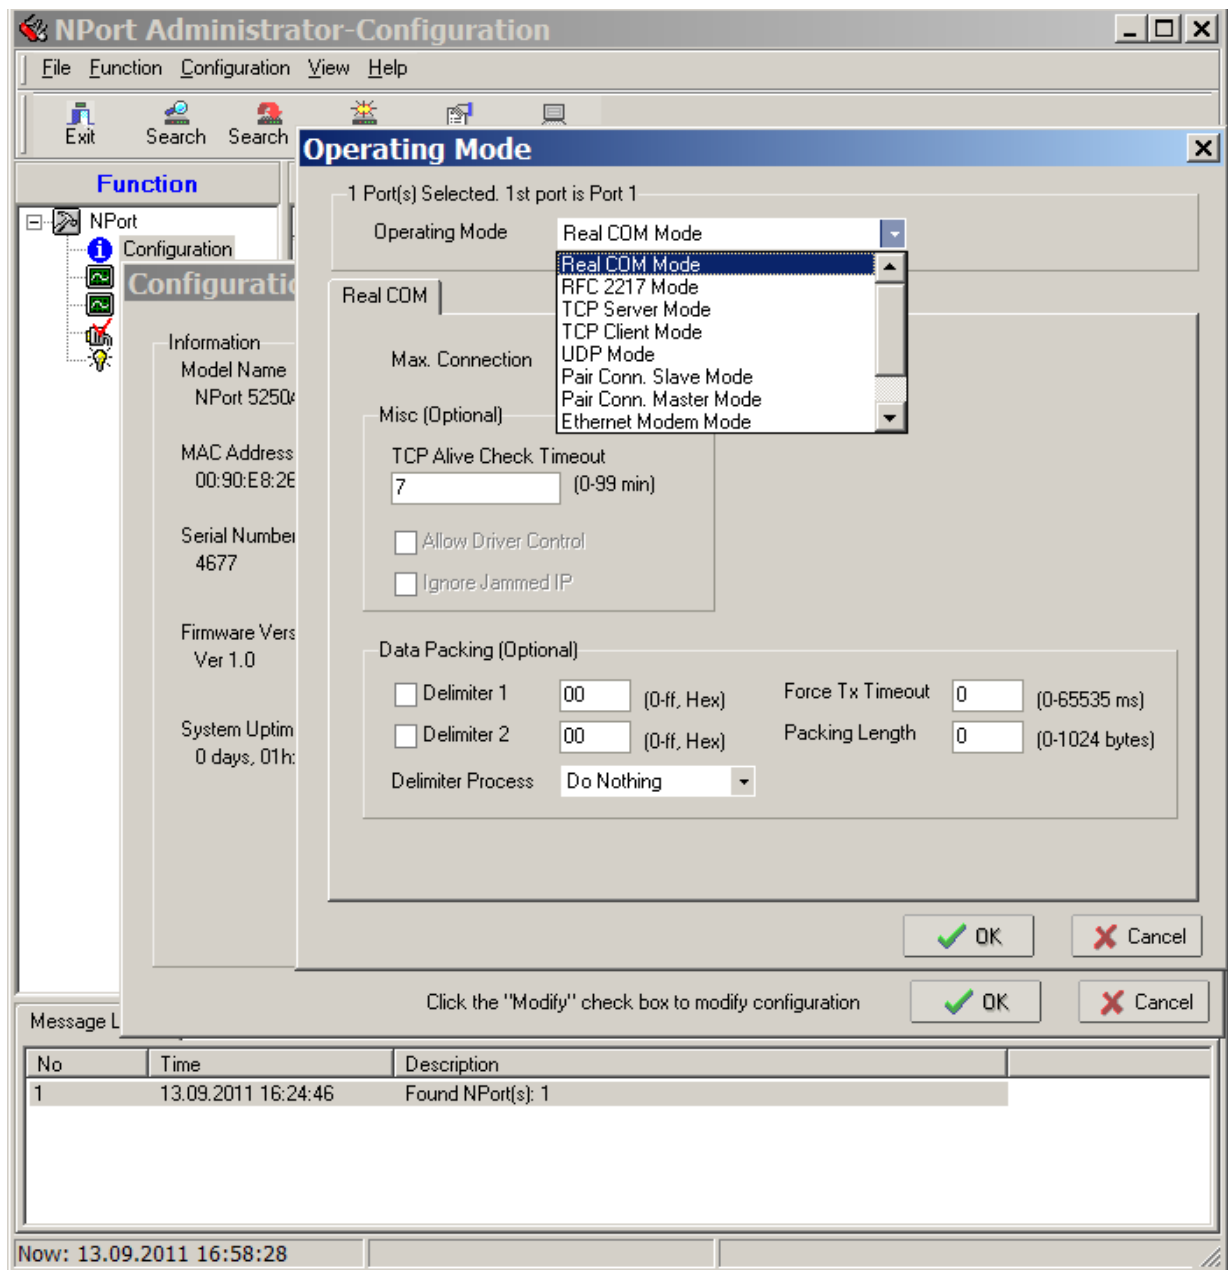 NPort Administrator-Configuration
File Function Configuration View Help
Exit Search Search
Operating Mode
Function
1 Port(s) Selected. 1st port is Port 1
NPort
Operating Mode Real COM Mode
Configuration
Real COM Mode
RFC 2217 Mode
TCP Server Mode
TCP Client Mode
UDP Mode
Pair Conn. Slave Mode
Pair Conn. Master Mode
Ethernet Modem Mode
Real COM
Max. Connection
Misc (Optional)
TCP Alive Check Timeout
7 (0-99 min)
Allow Driver Control
Ignore Jammed IP
Data Packing (Optional)
Delimiter 1 00 (0-ff, Hex) Force Tx Timeout 0 (0-65535 ms)
Delimiter 2 00 (0-ff, Hex) Packing Length 0 (0-1024 bytes)
Delimiter Process Do Nothing
OK Cancel
Configuratio
Information
Model Name
NPort 5250A
MAC Address
00:90:E8:2E
Serial Number
4677
Firmware Vers
Ver 1.0
System Uptim
0 days, 01h:
Click the "Modify" check box to modify configuration OK Cancel
Message L
No Time Description
1 13.09.2011 16:24:46 Found NPort(s): 1
Now: 13.09.2011 16:58:28